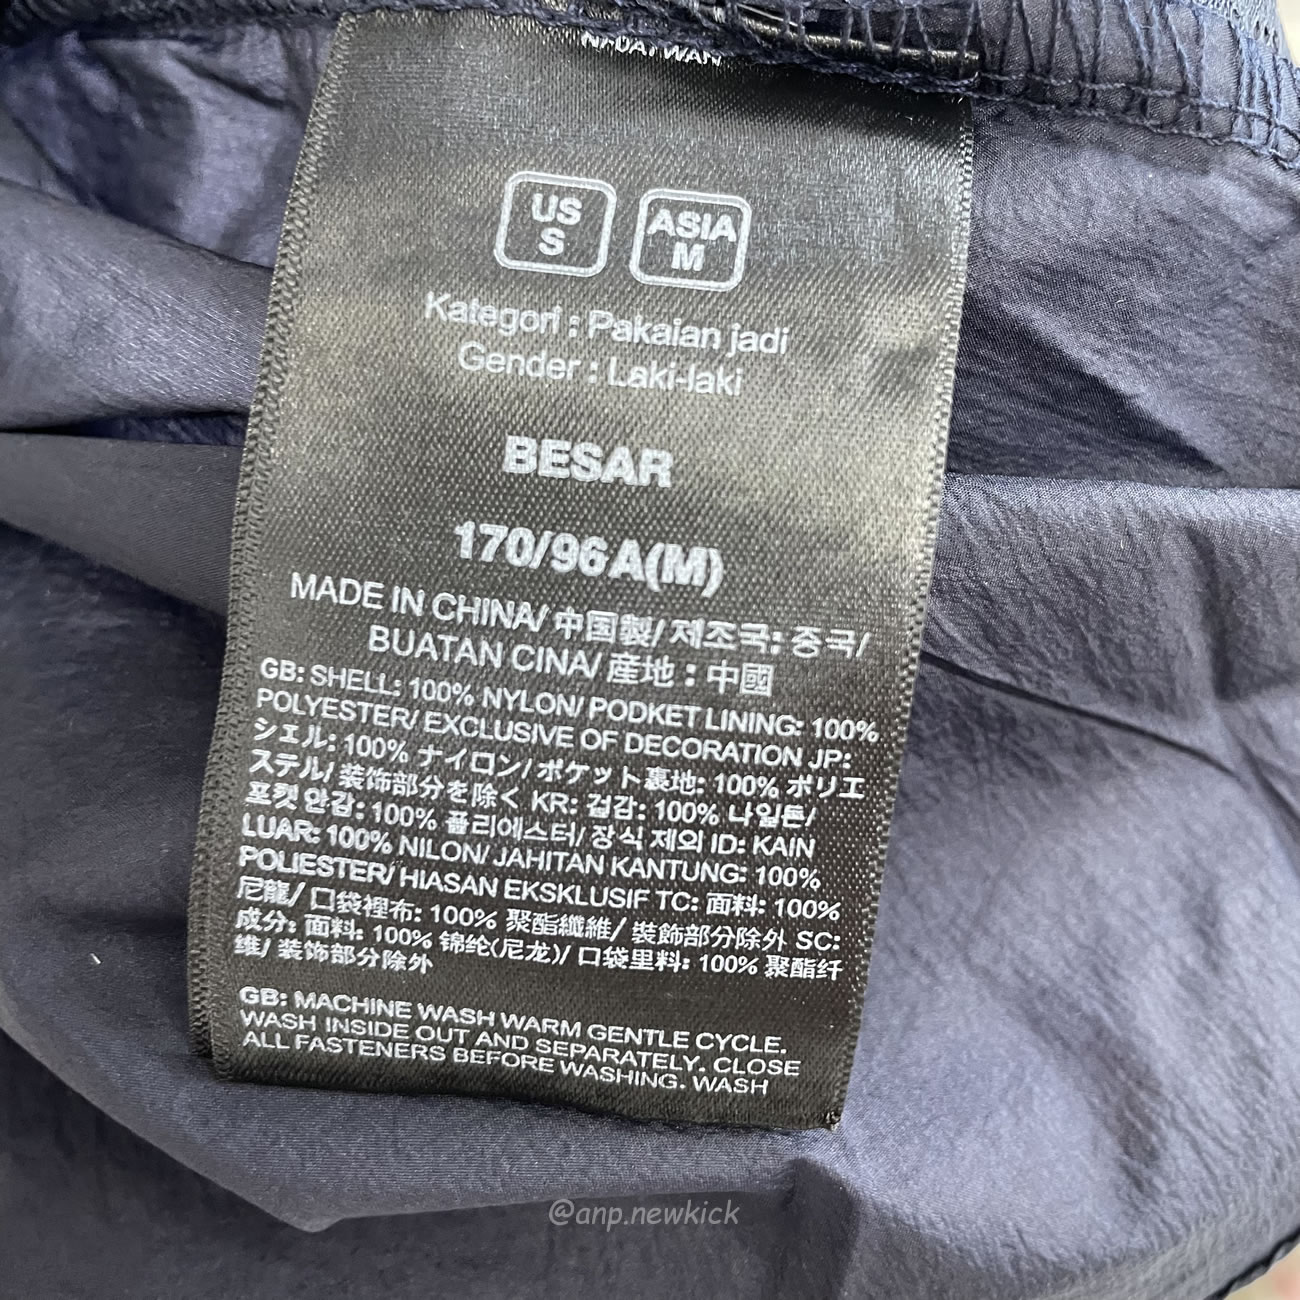 US
S
ASIA
M
Kategori : Pakaian jadi
Gender : Laki-laki
BESAR
170/96A(M)
MADE IN CHINA/ 中国製/ 제조국: 중국/
BUATAN CINA/ 産地 : 中國
GB: SHELL: 100% NYLON/ PODKET LINING: 100%
POLYESTER/ EXCLUSIVE OF DECORATION JP:
シェル: 100% ナイロン/ ポケット裏地: 100% ポリエ
ステル/ 装飾部分を除く KR: 겉감: 100% 나일론/
포켓 안감: 100% 폴리에스터/ 장식 제외 ID: KAIN
LUAR: 100% NILON/ JAHITAN KANTUNG: 100%
POLIESTER/ HIASAN EKSKLUSIF TC: 面料: 100%
尼龍/ 口袋裡布: 100% 聚酯纖維/ 裝飾部分除外 SC:
成分: 面料: 100% 锦纶(尼龙)/ 口袋里料: 100% 聚酯纤
维/ 装饰部分除外
GB: MACHINE WASH WARM GENTLE CYCLE.
WASH INSIDE OUT AND SEPARATELY. CLOSE
ALL FASTENERS BEFORE WASHING. WASH
@anp.newkick